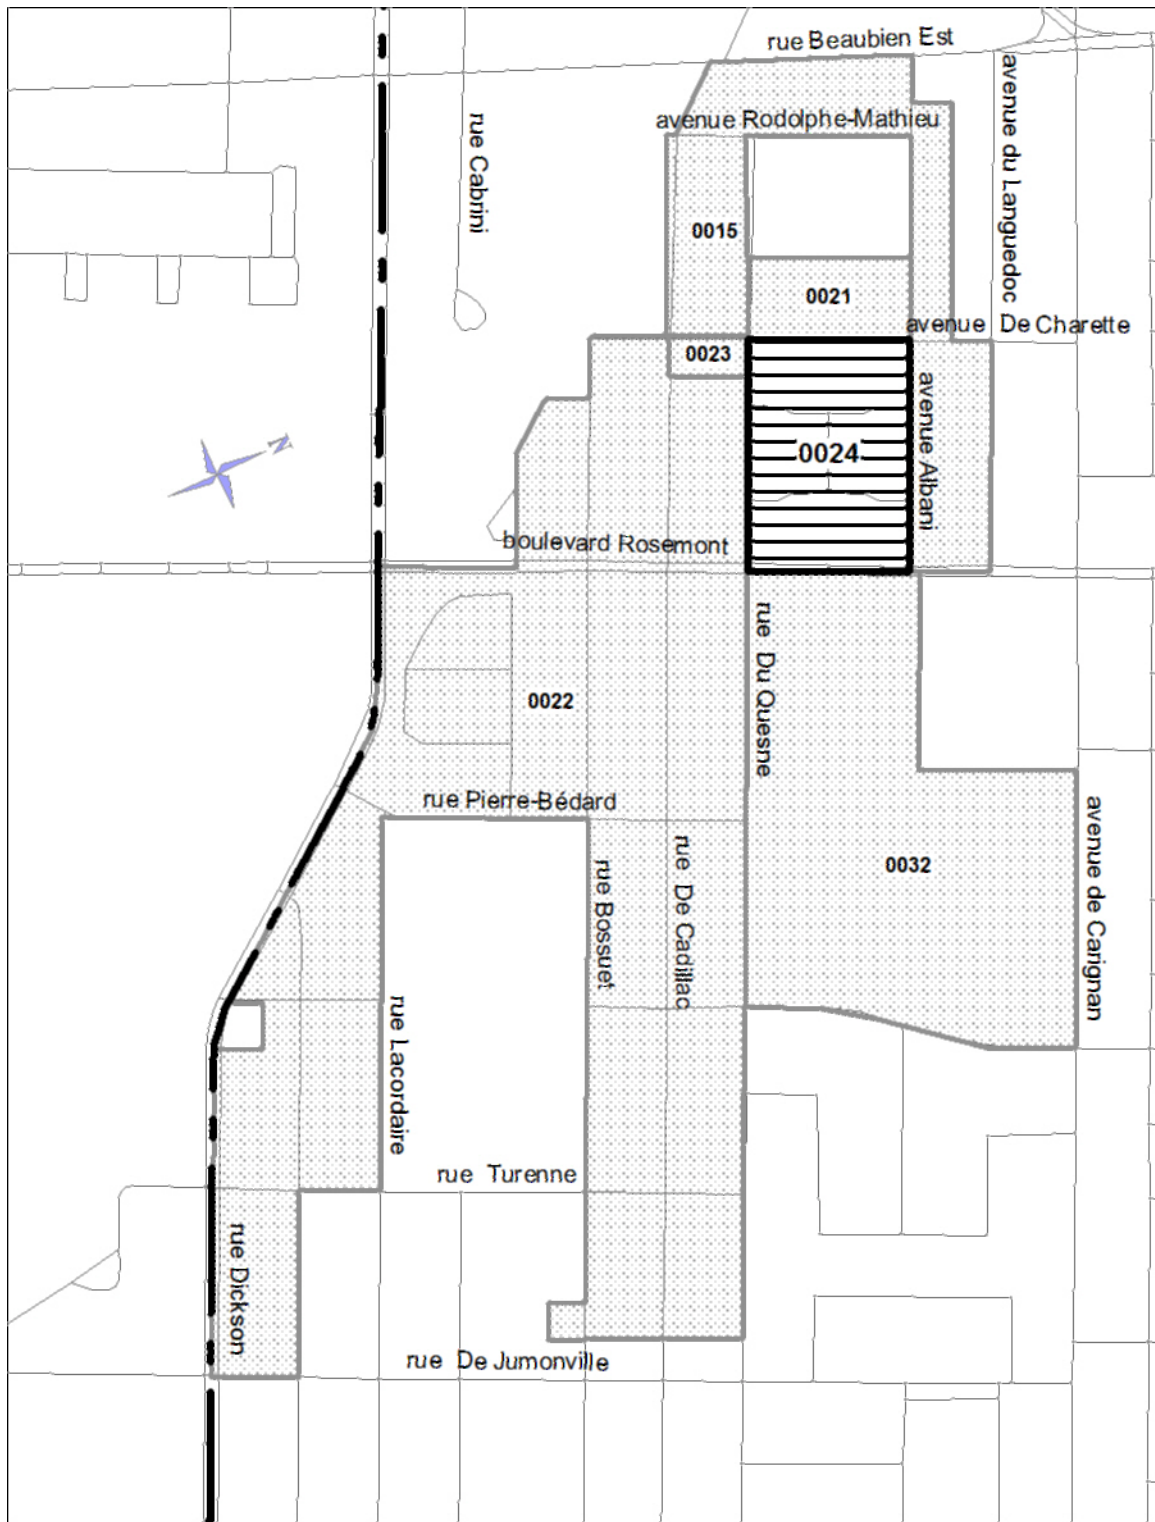 rue Beaubien Est
avenue du Languedoc
avenue Rodolphe-Mathieu
rue Cabrini
0015
0021
avenue De Charette
0023
avenue Albani
N
0024
boulevard Rosemont
rue Du Quesne
0022
rue Pierre-Bédard
avenue de Carignan
rue De Cadillac
rue Bossuet
0032
rue Lacordaire
rue Turenne
rue Dickson
rue De Jumonville